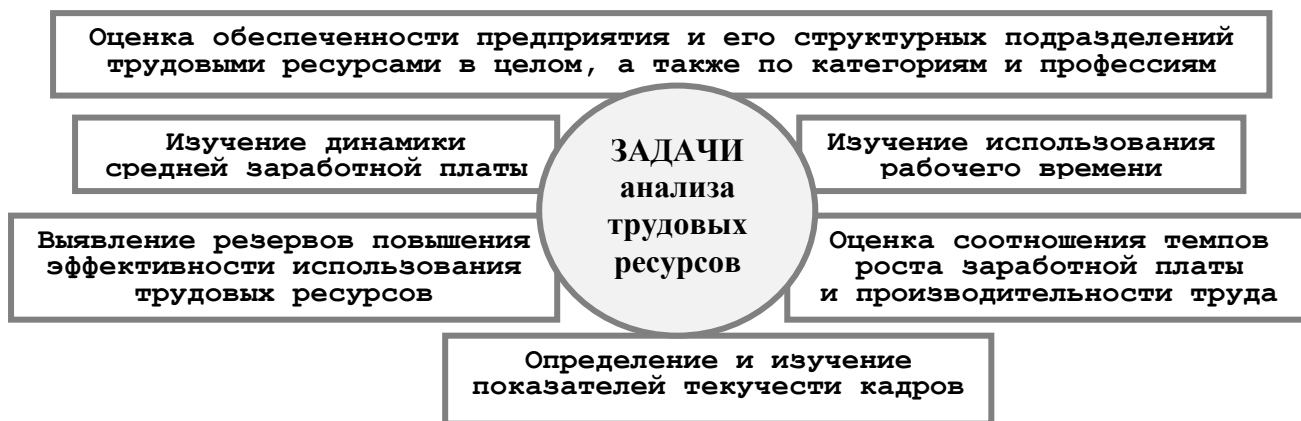 Оценка обеспеченности предприятия и его структурных подразделений
трудовыми ресурсами в целом, а также по категориям и профессиям
Изучение динамики
средней заработной платы
ЗАДАЧИ
анализа
трудовых
ресурсов
Изучение использования
рабочего времени
Выявление резервов повышения
эффективности использования
трудовых ресурсов
Оценка соотношения темпов
роста заработной платы
и производительности труда
Определение и изучение
показателей текучести кадров